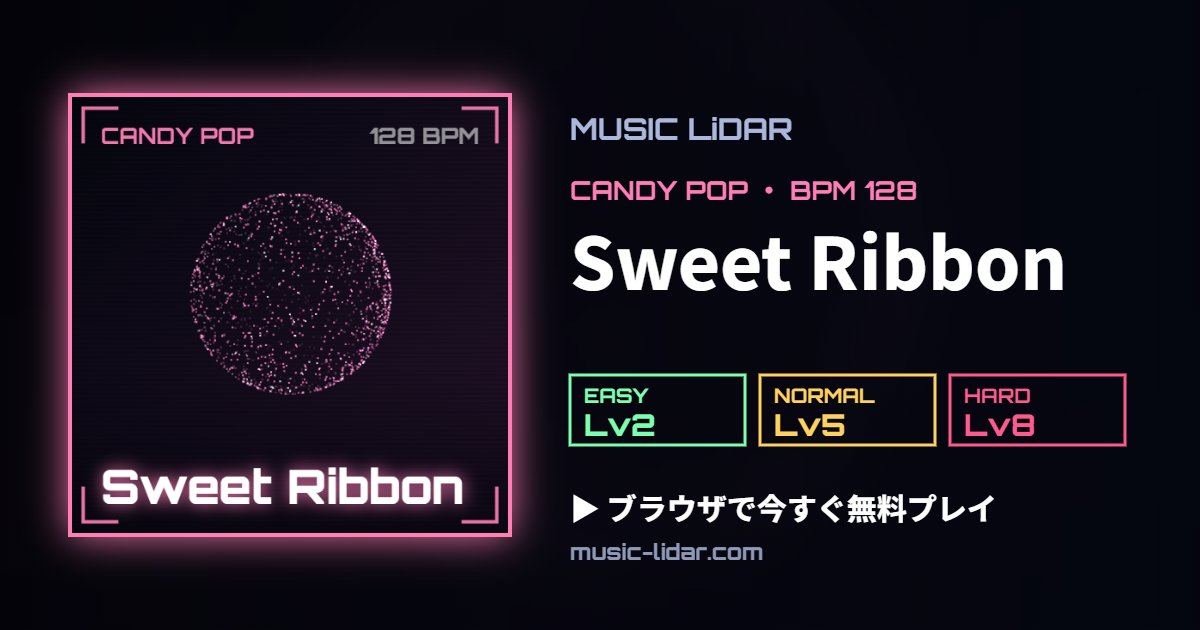 CANDY POP 128 BPM
Sweet Ribbon
MUSIC LiDAR
CANDY POP • BPM 128
Sweet Ribbon
EASY
Lv2
NORMAL
Lv5
HARD
Lv8
▶ ブラウザで今すぐ無料プレイ
music-lidar.com